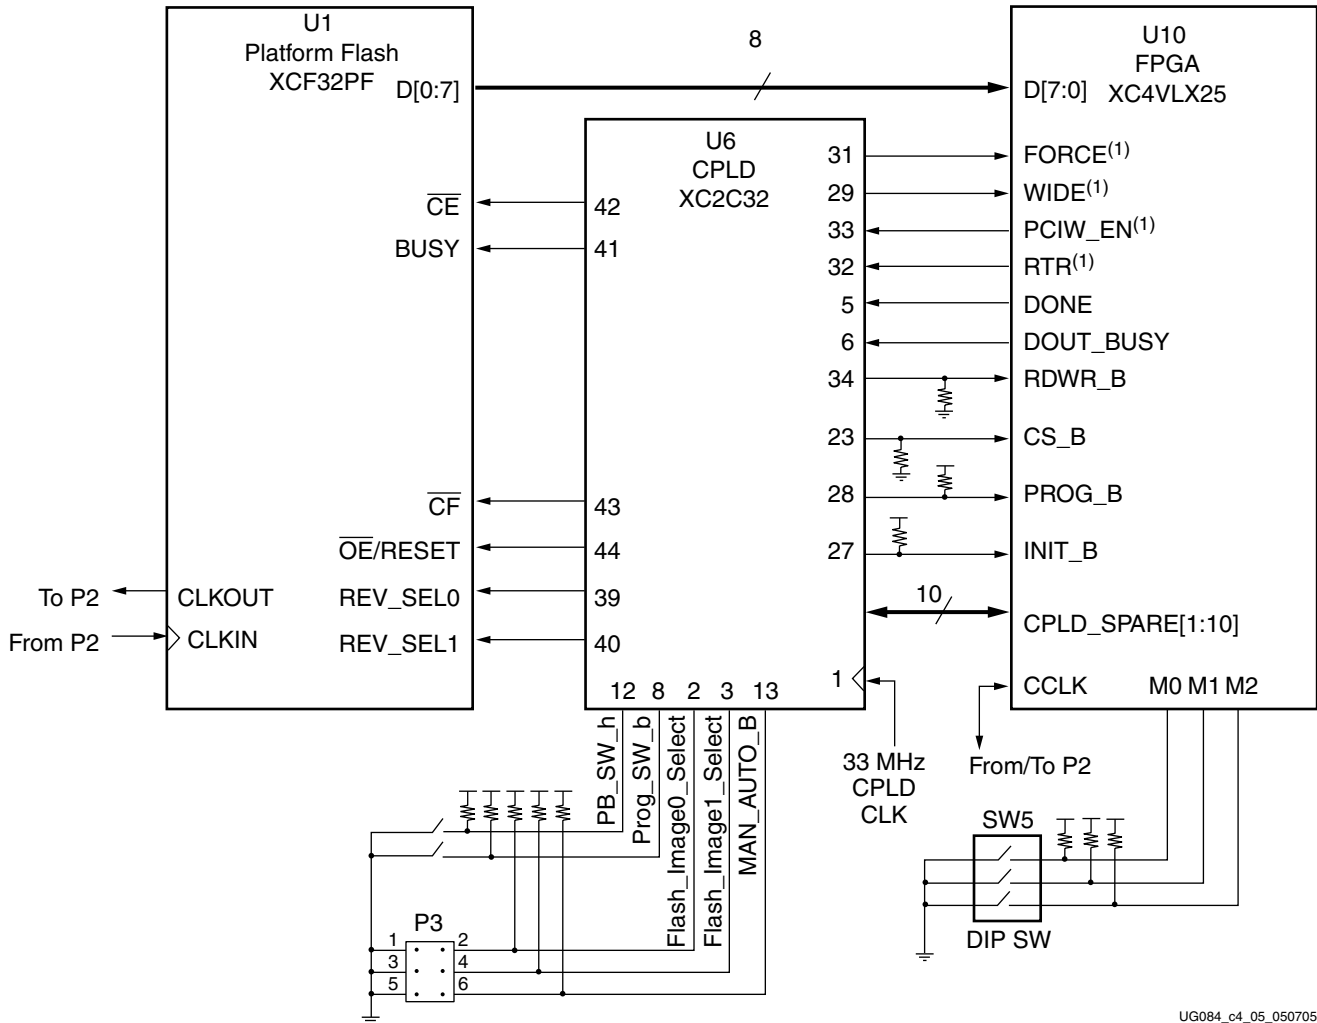 U1
Platform Flash
XCF32PF
D[0:7]
8
U10
FPGA
D[7:0] XC4VLX25
U6
CPLD
XC2C32
31 FORCE(1)
29 WIDE(1)
33 PCIW_EN(1)
32 RTR(1)
5 DONE
6 DOUT_BUSY
34 RDWR_B
23 CS_B
28 PROG_B
27 INIT_B
10
CPLD_SPARE[1:10]
1
CCLK M0 M1 M2
CE 42
BUSY 41
CF 43
OE/RESET 44
REV_SEL0 39
REV_SEL1 40
To P2 CLKOUT
From P2 CLKIN
12 8 2 3 13
PB_SW_h
Prog_SW_b
Flash_Image0_Select
Flash_Image1_Select
MAN_AUTO_B
33 MHz
CPLD
CLK
From/To P2
SW5
DIP SW
P3
1 2
3 4
5 6
UG084_c4_05_050705